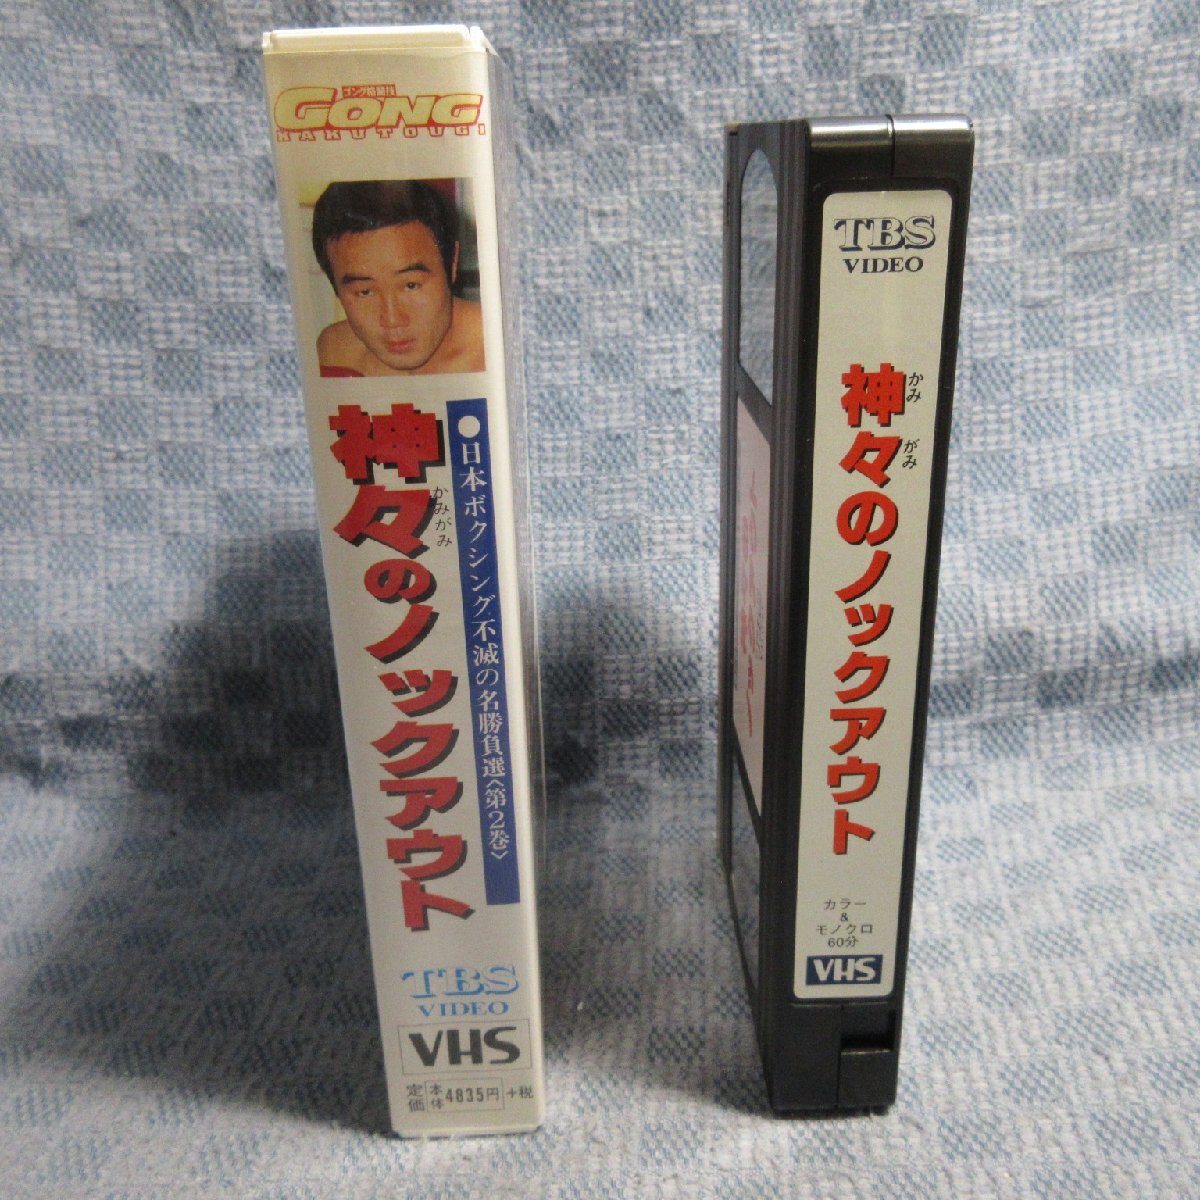 ゴング格闘技
GONG
KAKUTOUGI
●日本ボクシング不滅の名勝負選〈第2巻〉
神々のノックアウト
かみがみ
TBS
VIDEO
VHS
定価
本体
4835円
+税
TBS
VIDEO
神々のノックアウト
かみ
がみ
カラー
&
モノクロ
60分
VHS